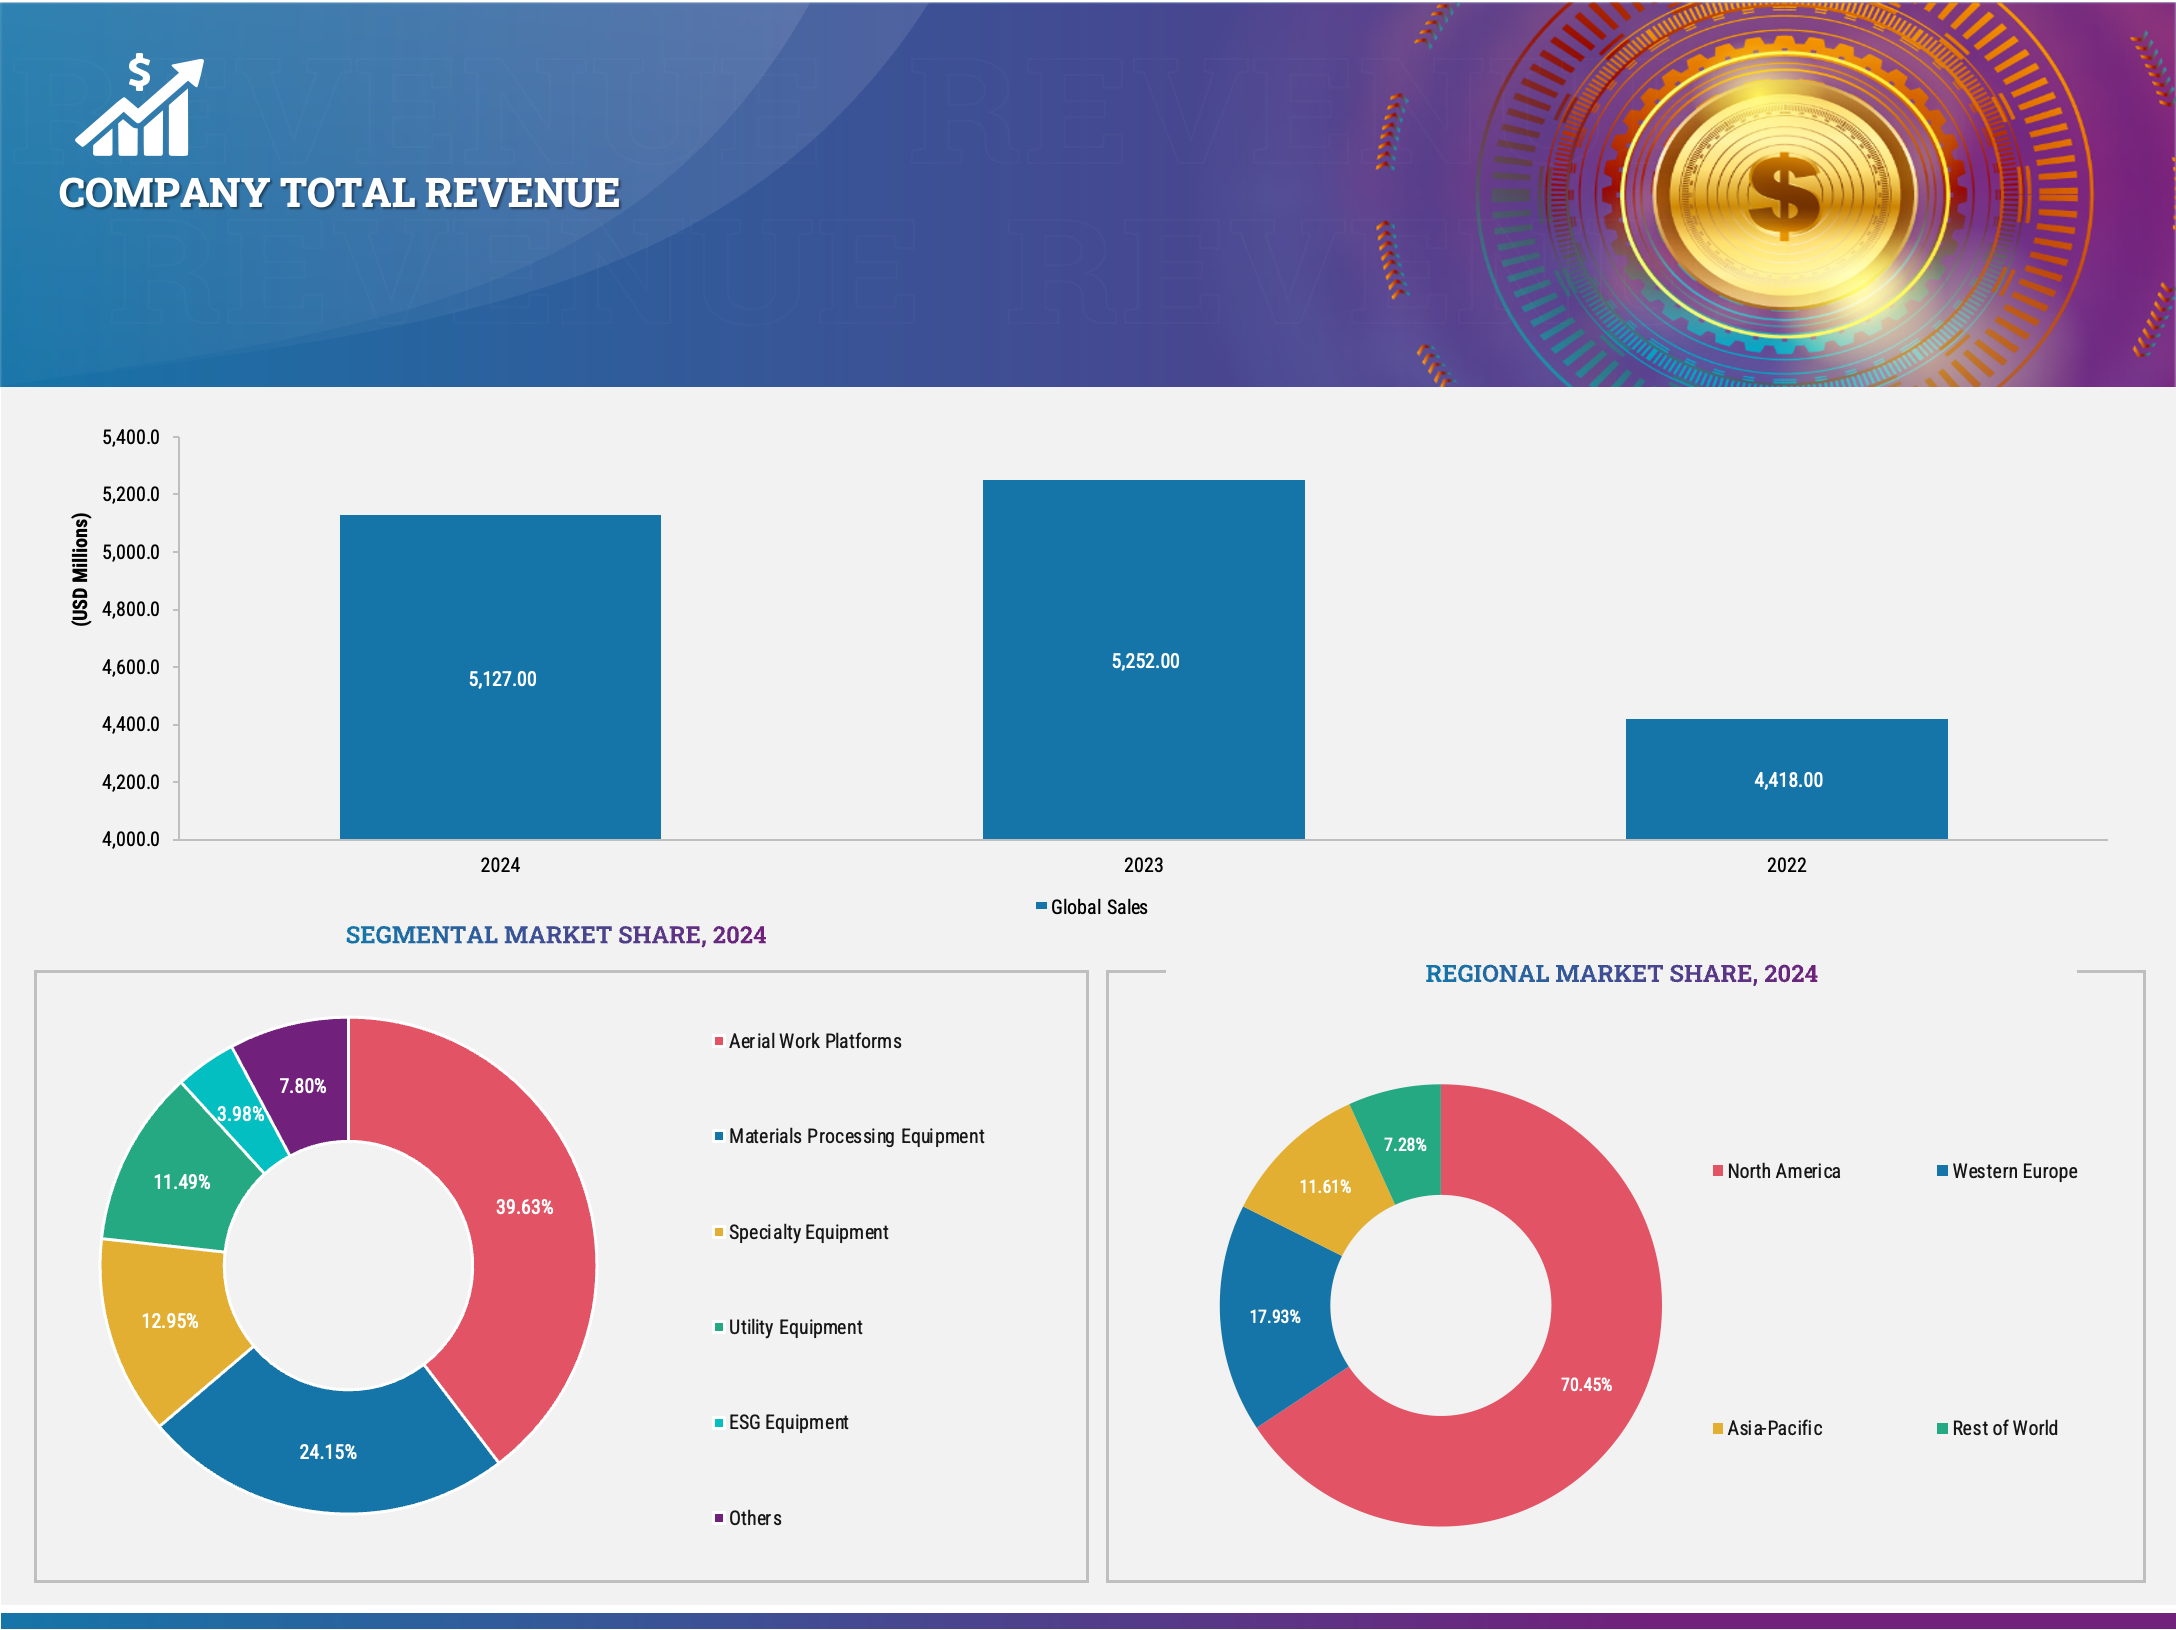 $
COMPANY TOTAL REVENUE
REVENUE REVEN
REVENUE REVE
$
(USD Millions)
5,400.0
5,200.0
5,000.0
4,800.0
4,600.0
4,400.0
4,200.0
4,000.0
5,127.00
5,252.00
4,418.00
2024
2023
2022
Global Sales
SEGMENTAL MARKET SHARE, 2024
39.63%
24.15%
12.95%
11.49%
3.98%
7.80%
Aerial Work Platforms
Materials Processing Equipment
Specialty Equipment
Utility Equipment
ESG Equipment
Others
REGIONAL MARKET SHARE, 2024
70.45%
17.93%
11.61%
7.28%
North America
Western Europe
Asia-Pacific
Rest of World